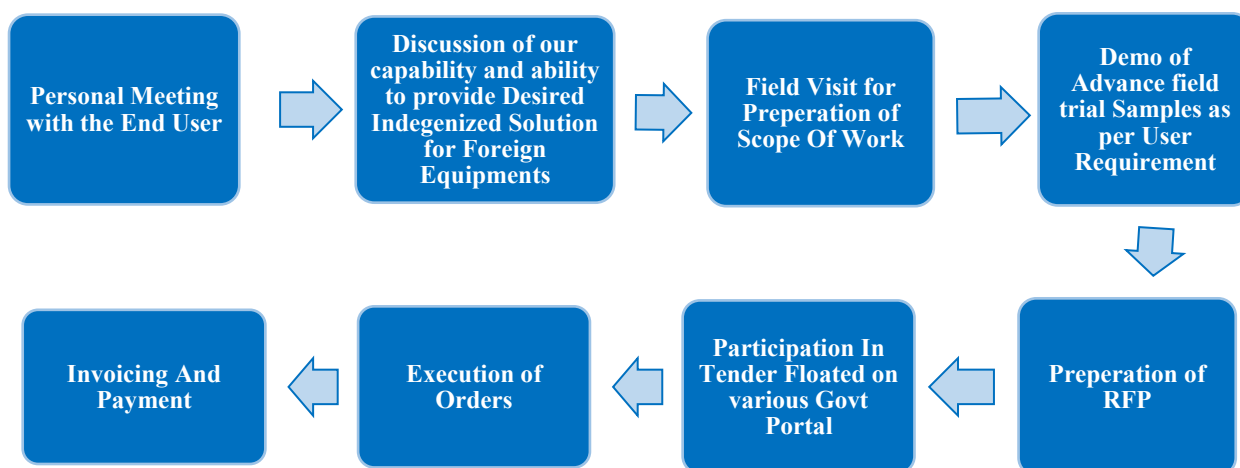 Personal Meeting
with the End User
Discussion of our
capability and ability
to provide Desired
Indegenized Solution
for Foreign
Equipments
Field Visit for
Preperation of
Scope Of Work
Demo of
Advance field
trial Samples as
per User
Requirement
Preperation of
RFP
Participation In
Tender Floated on
various Govt
Portal
Execution of
Orders
Invoicing And
Payment